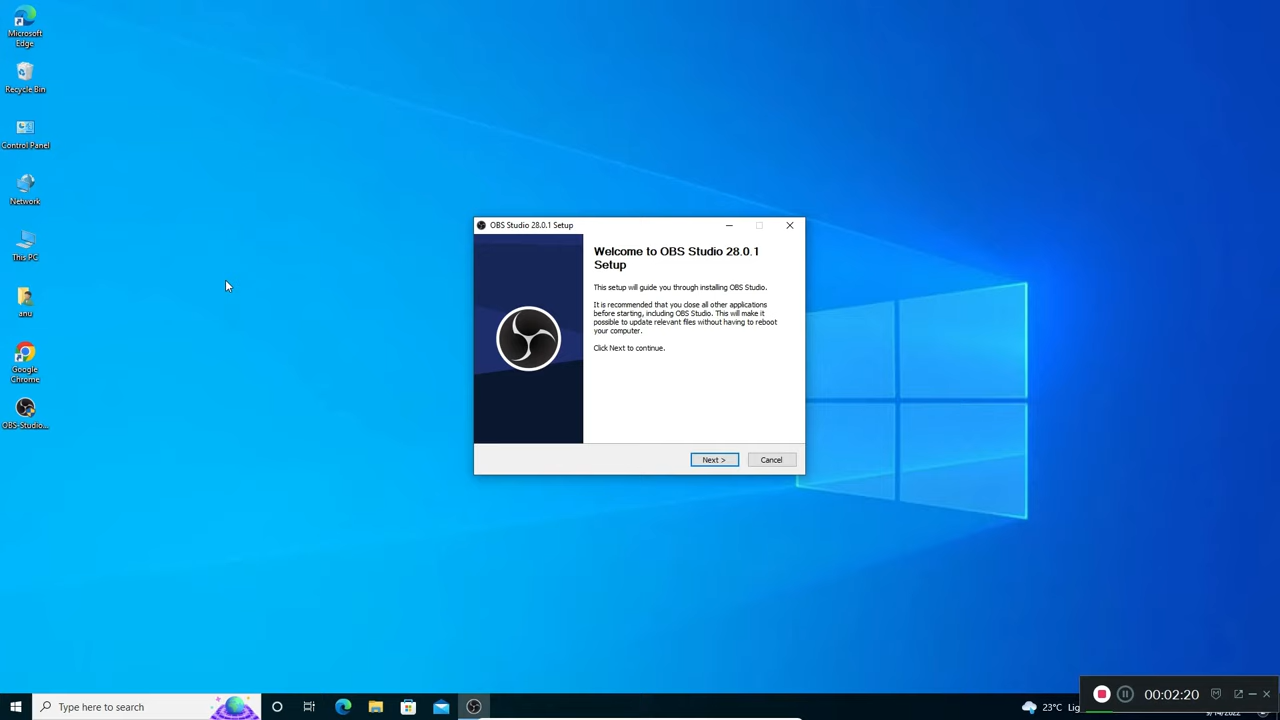 Microsoft
Edge
Recycle Bin
Control Panel
Network
This PC
anu
Google
Chrome
OBS-Studio...
OBS Studio 28.0.1 Setup
Welcome to OBS Studio 28.0.1
Setup
This setup will guide you through installing OBS Studio.
It is recommended that you close all other applications
before starting, including OBS Studio. This will make it
possible to update relevant files without having to reboot
your computer.
Click Next to continue.
Next >
Cancel
Type here to search
23°C Lig
00:02:20